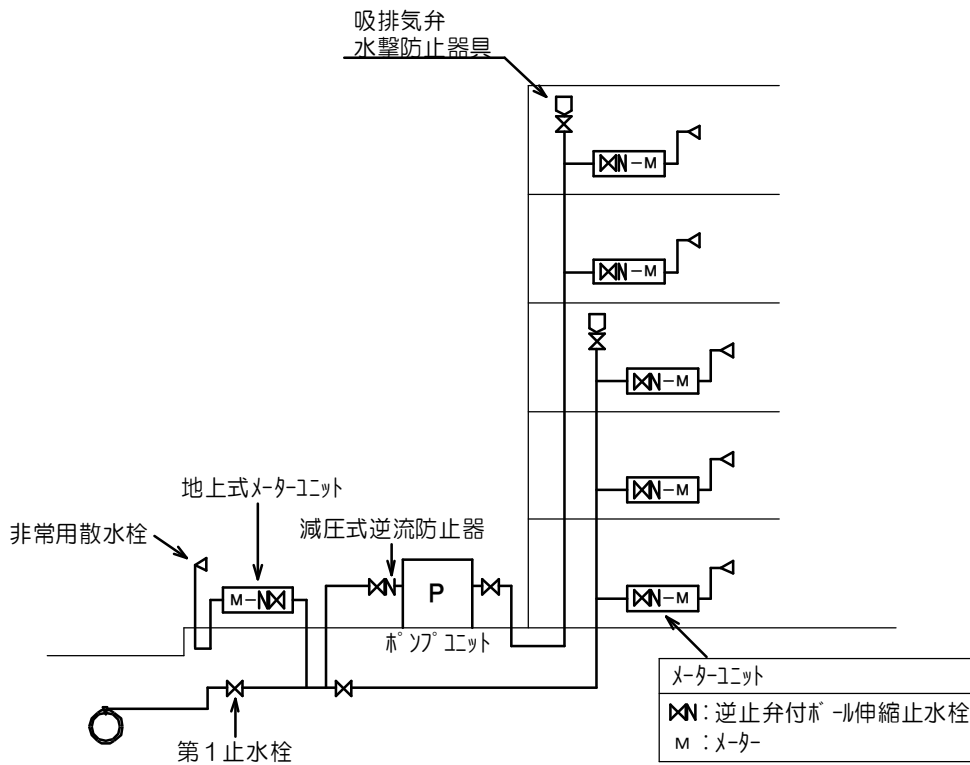 吸排気弁
水撃防止器具
N-M
N-M
N-M
N-M
地上式ﾒｰﾀｰﾕﾆｯﾄ
非常用散水栓
減圧式逆流防止器
N
P
M-N
N-M
ﾎﾟﾝﾌﾟﾕﾆｯﾄ
ﾒｰﾀｰﾕﾆｯﾄ
N:逆止弁付ﾎﾞｰﾙ伸縮止水栓
M:ﾒｰﾀｰ
第1止水栓